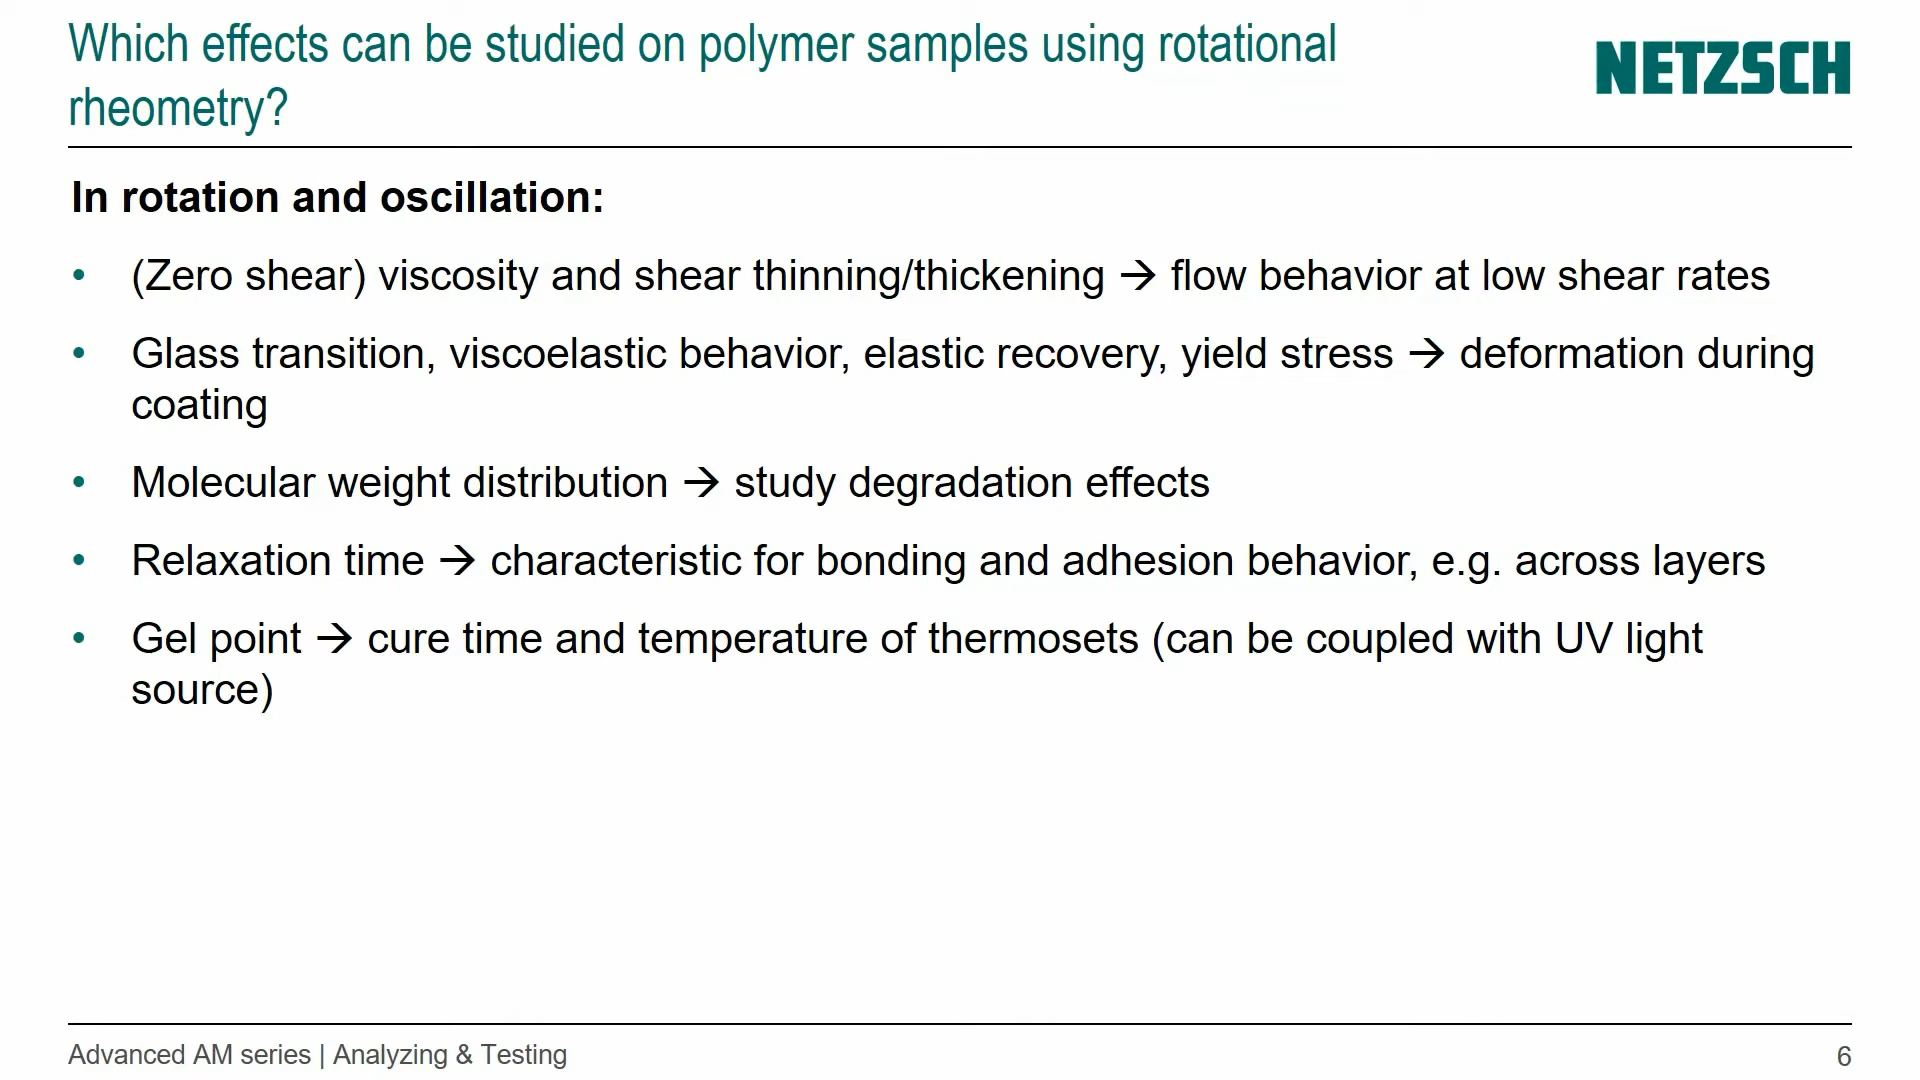 Which effects can be studied on polymer samples using rotational
rheometry?
NETZSCH
In rotation and oscillation:
• (Zero shear) viscosity and shear thinning/thickening → flow behavior at low shear rates
• Glass transition, viscoelastic behavior, elastic recovery, yield stress → deformation during
coating
• Molecular weight distribution → study degradation effects
• Relaxation time → characteristic for bonding and adhesion behavior, e.g. across layers
• Gel point → cure time and temperature of thermosets (can be coupled with UV light
source)
Advanced AM series | Analyzing & Testing
6